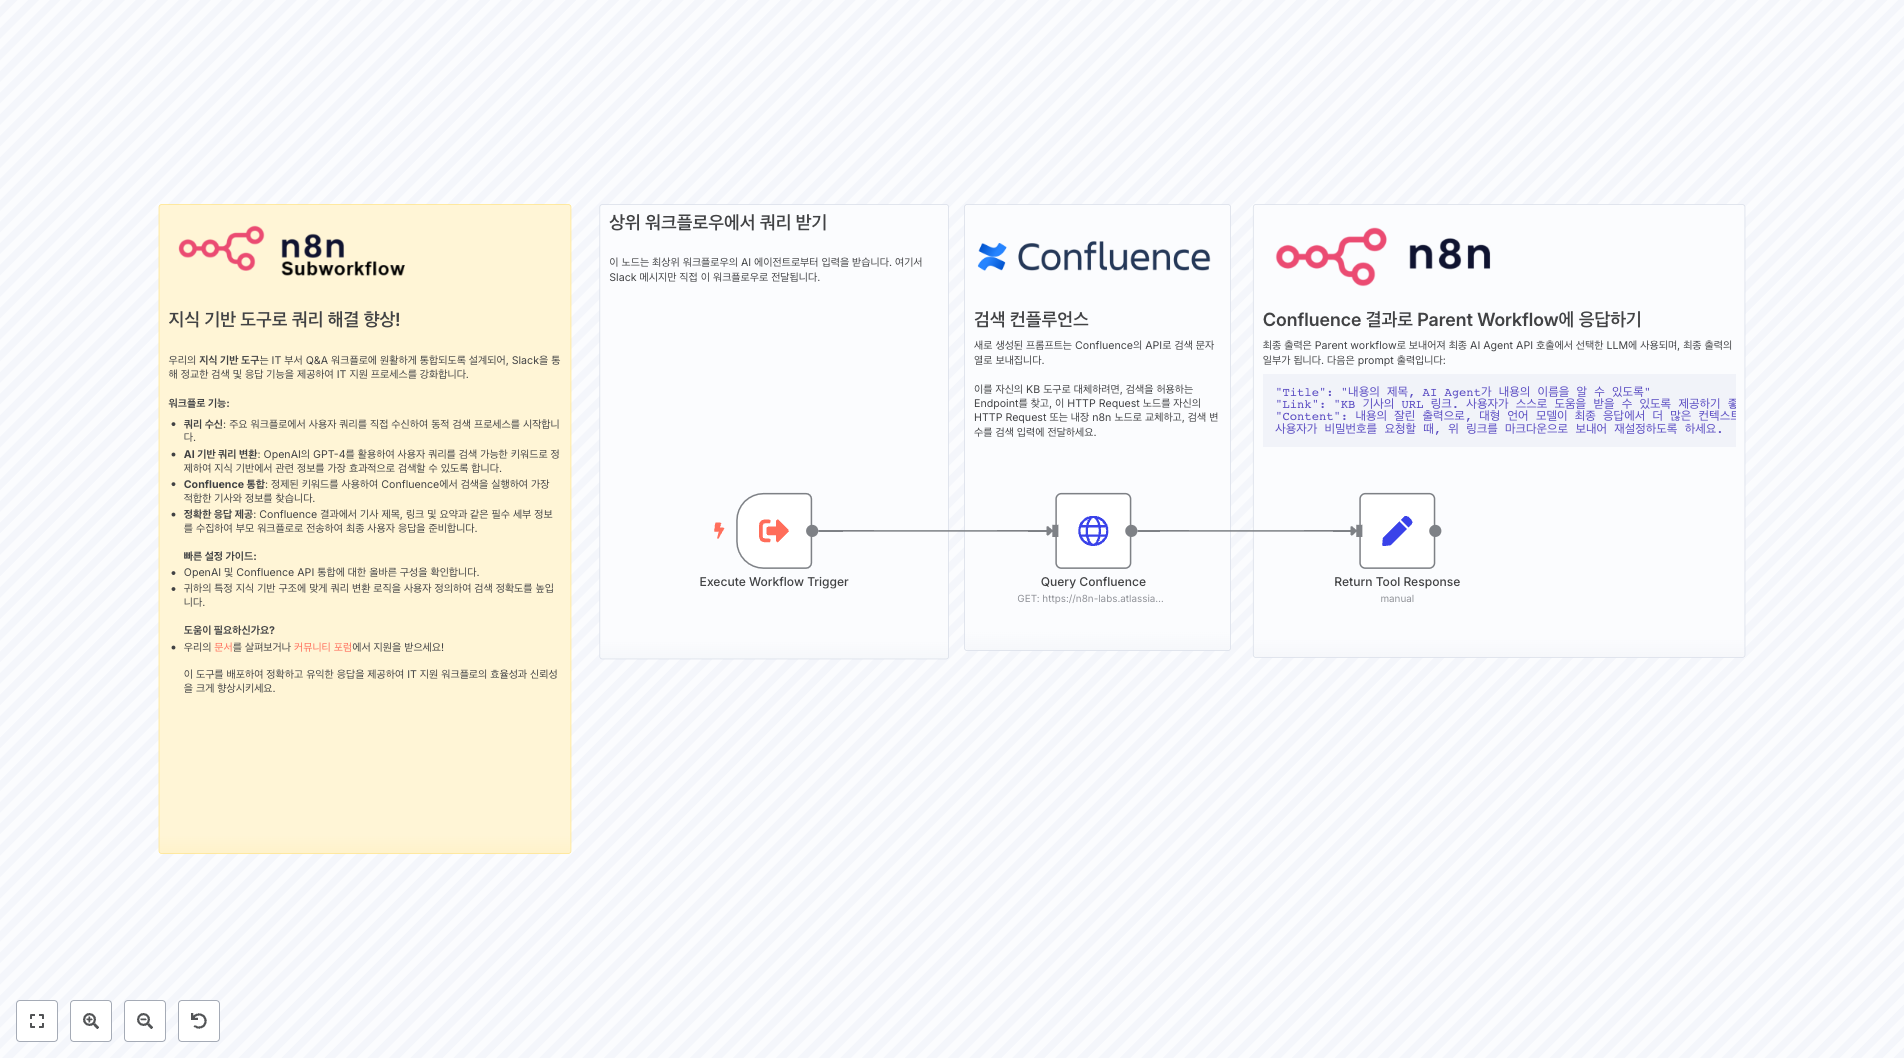 n8n
Subworkflow
지식 기반 도구로 쿼리 해결 향상!
우리의 지식 기반 도구는 IT 부서 Q&A 워크플로에 원활하게 통합되도록 설계되어, Slack을 통
해 정교한 검색 및 응답 기능을 제공하여 IT 지원 프로세스를 강화합니다.
워크플로 기능:
쿼리 수신: 주요 워크플로에서 사용자 쿼리를 직접 수신하여 동적 검색 프로세스를 시작합니
다.
AI 기반 쿼리 변환: OpenAI의 GPT-4를 활용하여 사용자 쿼리를 검색 가능한 키워드로 정
제하여 지식 기반에서 관련 정보를 가장 효과적으로 검색할 수 있도록 합니다.
Confluence 통합: 정제된 키워드를 사용하여 Confluence에서 검색을 실행하여 가장
적합한 기사와 정보를 찾습니다.
정확한 응답 제공: Confluence 결과에서 기사 제목, 링크 및 요약과 같은 필수 세부 정보
를 수집하여 부모 워크플로로 전송하여 최종 사용자 응답을 준비합니다.
빠른 설정 가이드:
OpenAI 및 Confluence API 통합에 대한 올바른 구성을 확인합니다.
귀하의 특정 지식 기반 구조에 맞게 쿼리 변환 로직을 사용자 정의하여 검색 정확도를 높입
니다.
도움이 필요하신가요?
우리의 문서를 살펴보거나 커뮤니티 포럼에서 지원을 받으세요!
이 도구를 배포하여 정확하고 유익한 응답을 제공하여 IT 지원 워크플로의 효율성과 신뢰성
을 크게 향상시키세요.
상위 워크플로우에서 쿼리 받기
이 노드는 최상위 워크플로우의 AI 에이전트로부터 입력을 받습니다. 여기서
Slack 메시지만 직접 이 워크플로우로 전달됩니다.
Execute Workflow Trigger
Confluence
검색 컨플루언스
새로 생성된 프롬프트는 Confluence의 API로 검색 문자
열로 보내집니다.
이를 자신의 KB 도구로 대체하려면, 검색을 허용하는
Endpoint를 찾고, 이 HTTP Request 노드를 자신의
HTTP Request 또는 내장 n8n 노드로 교체하고, 검색 변
수를 검색 입력에 전달하세요.
Query Confluence
GET: https://n8n-labs.atlassia...
n8n
Confluence 결과로 Parent Workflow에 응답하기
최종 출력은 Parent workflow로 보내어져 최종 AI Agent API 호출에서 선택한 LLM에 사용되며, 최종 출력의
일부가 됩니다. 다음은 prompt 출력입니다:
"Title": "내용의 제목, AI Agent가 내용의 이름을 알 수 있도록"
"Link": "KB 기사의 URL 링크. 사용자가 스스로 도움을 받을 수 있도록 제공하기 좋
"Content": 내용의 잘린 출력으로, 대형 언어 모델이 최종 응답에서 더 많은 컨텍스트
사용자가 비밀번호를 요청할 때, 위 링크를 마크다운으로 보내어 재설정하도록 하세요.
Return Tool Response
manual